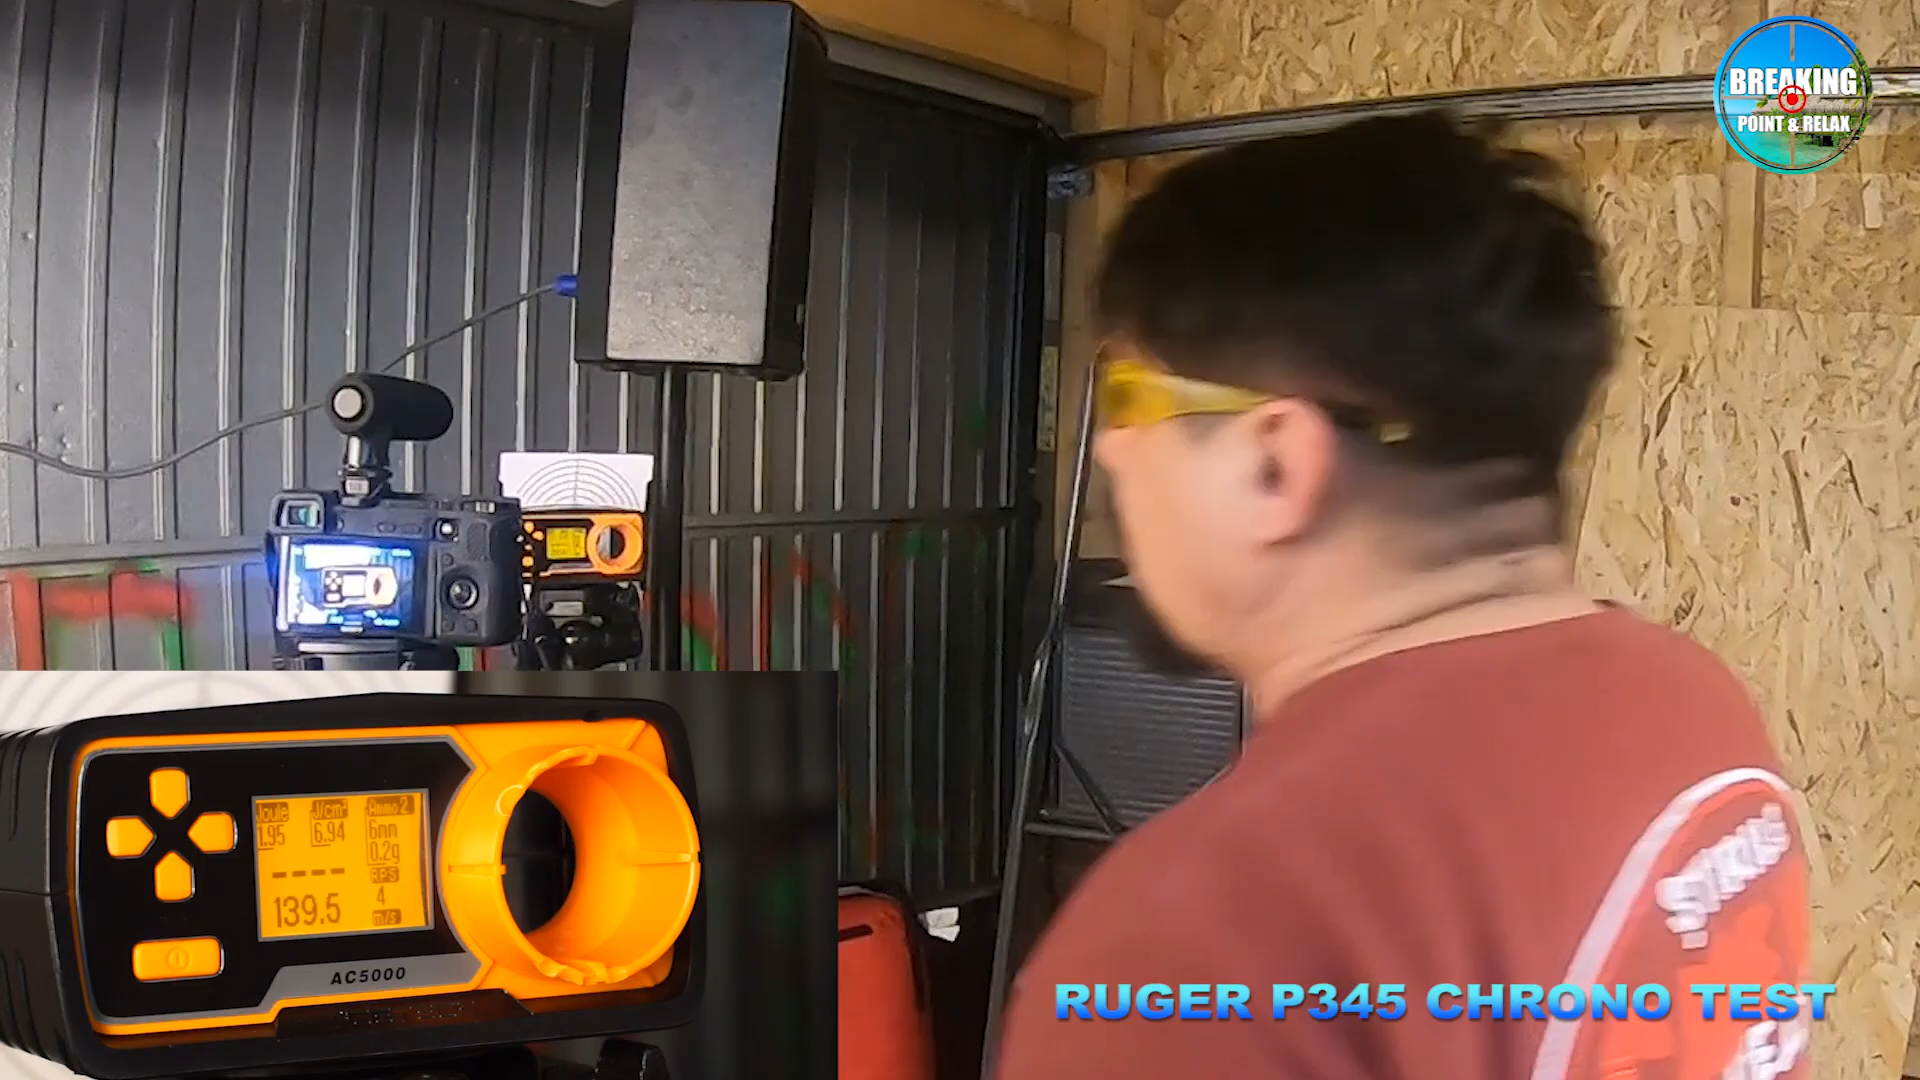 BREAKING
POINT & RELAX
Joule
J/cm²
Ammo 2
1.95
6.94
6mm
0.2g
----
RPS
4
139.5
m/s
AC5000
RUGER P345 CHRONO TEST